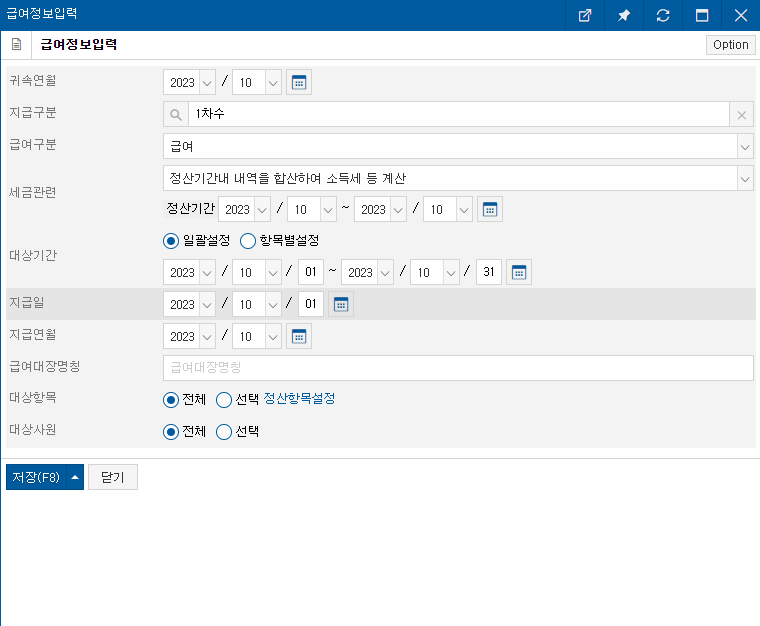 급여정보입력
급여정보입력 Option
귀속연월 2023 / 10
지급구분 1차수
급여구분 급여
세금관련 정산기간내 내역을 합산하여 소득세 등 계산
정산기간 2023 / 10 ~ 2023 / 10
대상기간 일괄설정 항목별설정
2023 / 10 / 01 ~ 2023 / 10 / 31
지급일 2023 / 10 / 01
지급연월 2023 / 10
급여대장명칭 급여대장명칭
대상항목 전체 선택 정산항목설정
대상사원 전체 선택
저장(F8) 닫기